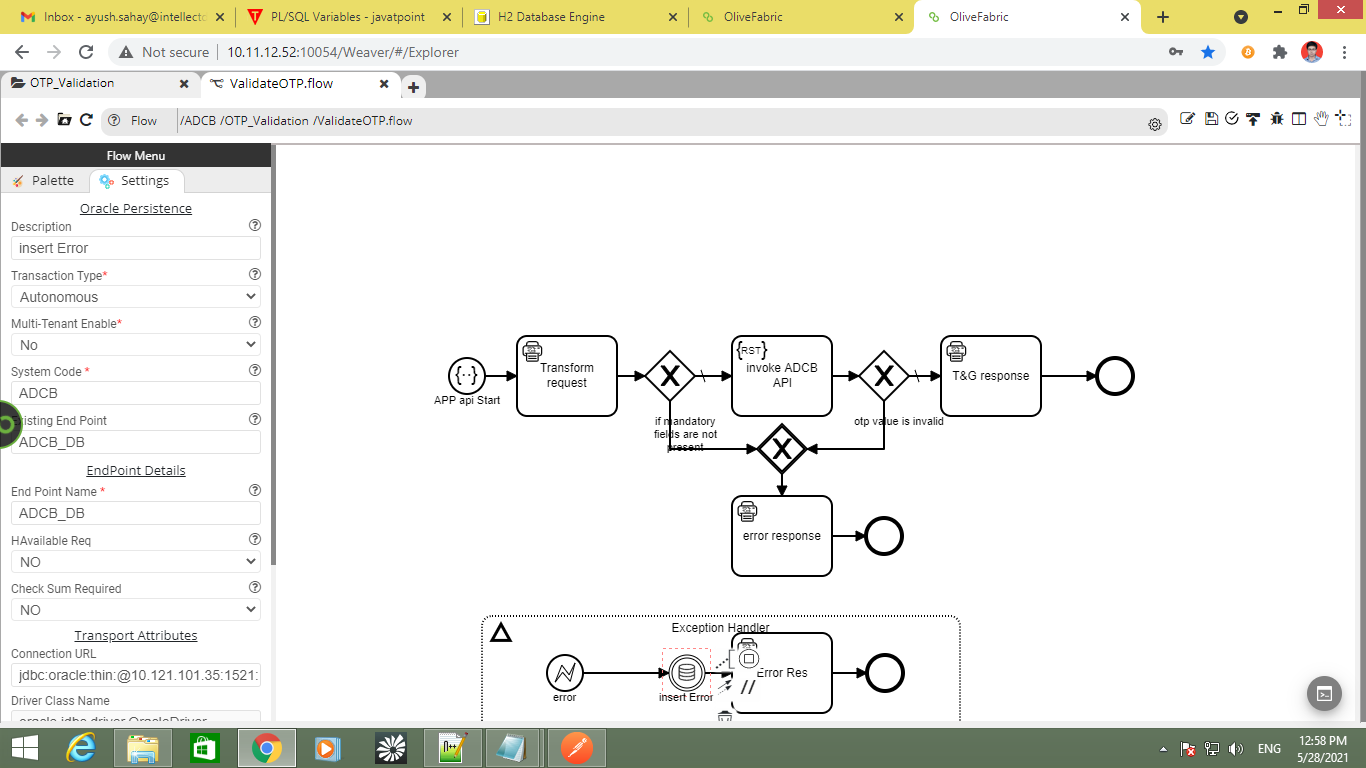 Inbox - ayush.sahay@intellect
PL/SQL Variables - javatpoint
H2 Database Engine
OliveFabric
OliveFabric
Not secure
10.11.12.52:10054/Weaver/#/Explorer
OTP_Validation
ValidateOTP.flow
Flow
/ADCB /OTP_Validation /ValidateOTP.flow
Flow Menu
Palette
Settings
Oracle Persistence
Description
insert Error
Transaction Type*
Autonomous
Multi-Tenant Enable*
No
System Code *
ADCB
Existing End Point
ADCB_DB
EndPoint Details
End Point Name *
ADCB_DB
HAvailable Req
NO
Check Sum Required
NO
Transport Attributes
Connection URL
jdbc:oracle:thin:@10.121.101.35:1521:
Driver Class Name
oracle.jdbc.driver.OracleDriver
APP api Start
Transform
request
if mandatory
fields are not
present
{RST}
invoke ADCB
API
otp value is invalid
T&G response
error response
Exception Handler
error
insert Error
Error Res
ENG
12:58 PM
5/28/2021